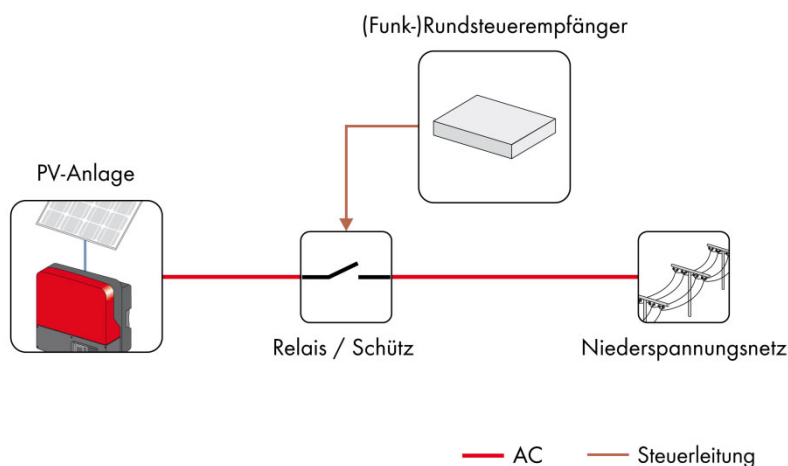 (Funk-)Rundsteuerempfänger
PV-Anlage
Relais / Schütz
Niederspannungsnetz
AC
Steuerleitung